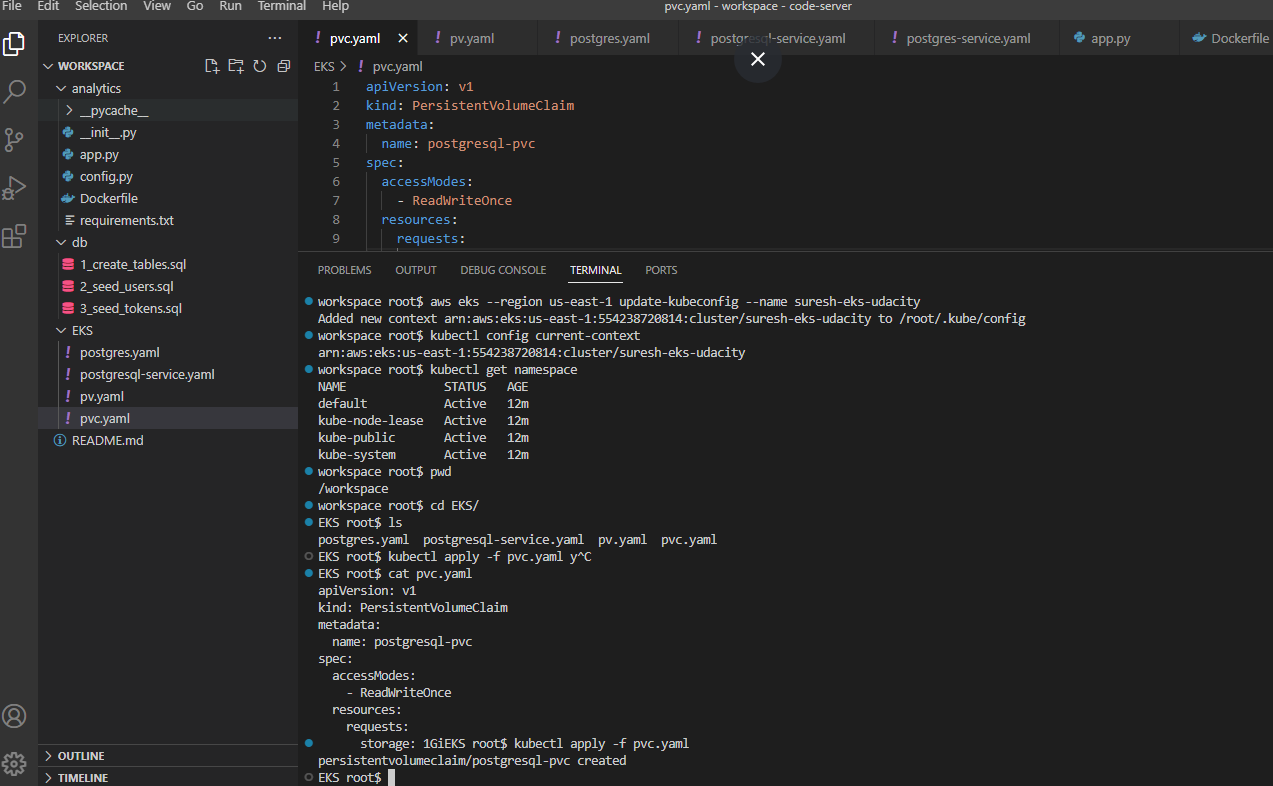 File Edit Selection View Go Run Terminal Help pvc.yaml - workspace - code-server
EXPLORER
WORKSPACE
analytics
__pycache__
__init__.py
app.py
config.py
Dockerfile
requirements.txt
db
1_create_tables.sql
2_seed_users.sql
3_seed_tokens.sql
EKS
postgres.yaml
postgresql-service.yaml
pv.yaml
pvc.yaml
README.md
OUTLINE
TIMELINE
pvc.yaml pv.yaml postgres.yaml postgresql-service.yaml postgres-service.yaml app.py Dockerfile
EKS > pvc.yaml
1 apiVersion: v1
2 kind: PersistentVolumeClaim
3 metadata:
4 name: postgresql-pvc
5 spec:
6 accessModes:
7 - ReadWriteOnce
8 resources:
9 requests:
PROBLEMS OUTPUT DEBUG CONSOLE TERMINAL PORTS
workspace root$ aws eks --region us-east-1 update-kubeconfig --name suresh-eks-udacity
Added new context arn:aws:eks:us-east-1:554238720814:cluster/suresh-eks-udacity to /root/.kube/config
workspace root$ kubectl config current-context
arn:aws:eks:us-east-1:554238720814:cluster/suresh-eks-udacity
workspace root$ kubectl get namespace
NAME STATUS AGE
default Active 12m
kube-node-lease Active 12m
kube-public Active 12m
kube-system Active 12m
workspace root$ pwd
/workspace
workspace root$ cd EKS/
EKS root$ ls
postgres.yaml postgresql-service.yaml pv.yaml pvc.yaml
EKS root$ kubectl apply -f pvc.yaml y^C
EKS root$ cat pvc.yaml
apiVersion: v1
kind: PersistentVolumeClaim
metadata:
name: postgresql-pvc
spec:
accessModes:
- ReadWriteOnce
resources:
requests:
storage: 1GiEKS root$ kubectl apply -f pvc.yaml
persistentvolumeclaim/postgresql-pvc created
EKS root$